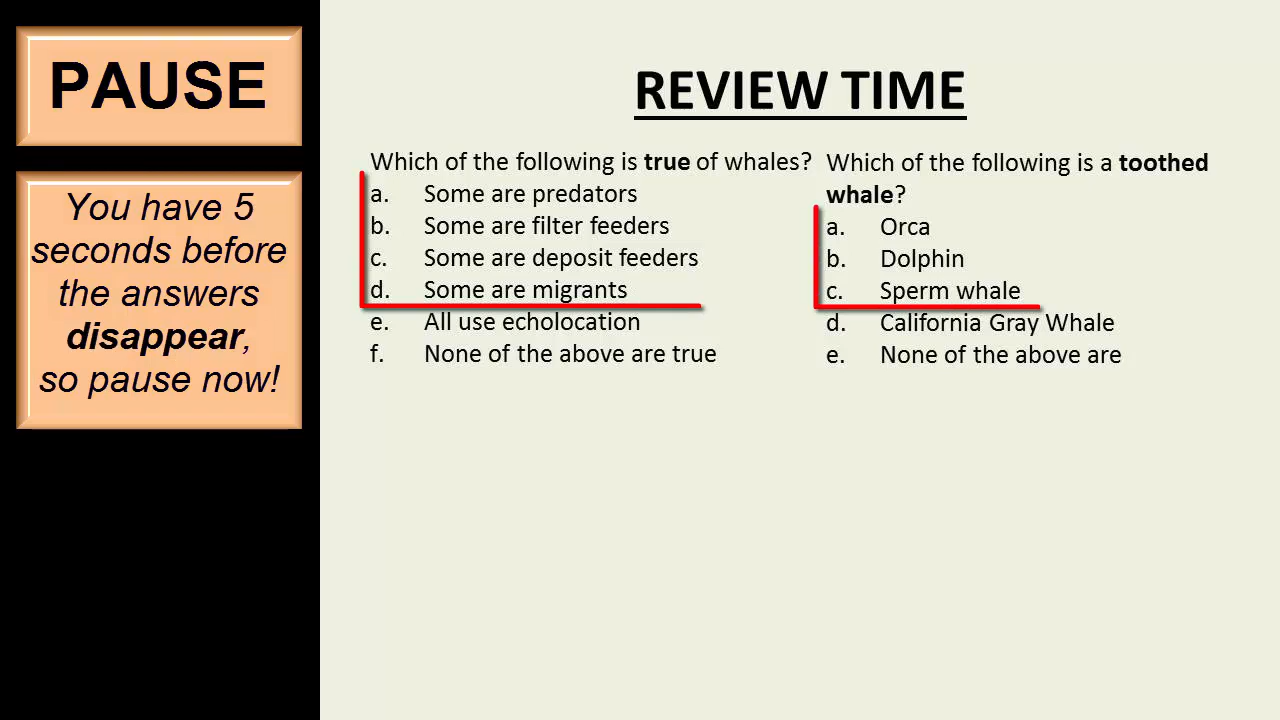 PAUSE
You have 5
seconds before
the answers
disappear,
so pause now!
REVIEW TIME
Which of the following is true of whales?
a. Some are predators
b. Some are filter feeders
c. Some are deposit feeders
d. Some are migrants
e. All use echolocation
f. None of the above are true
Which of the following is a toothed
whale?
a. Orca
b. Dolphin
c. Sperm whale
d. California Gray Whale
e. None of the above are